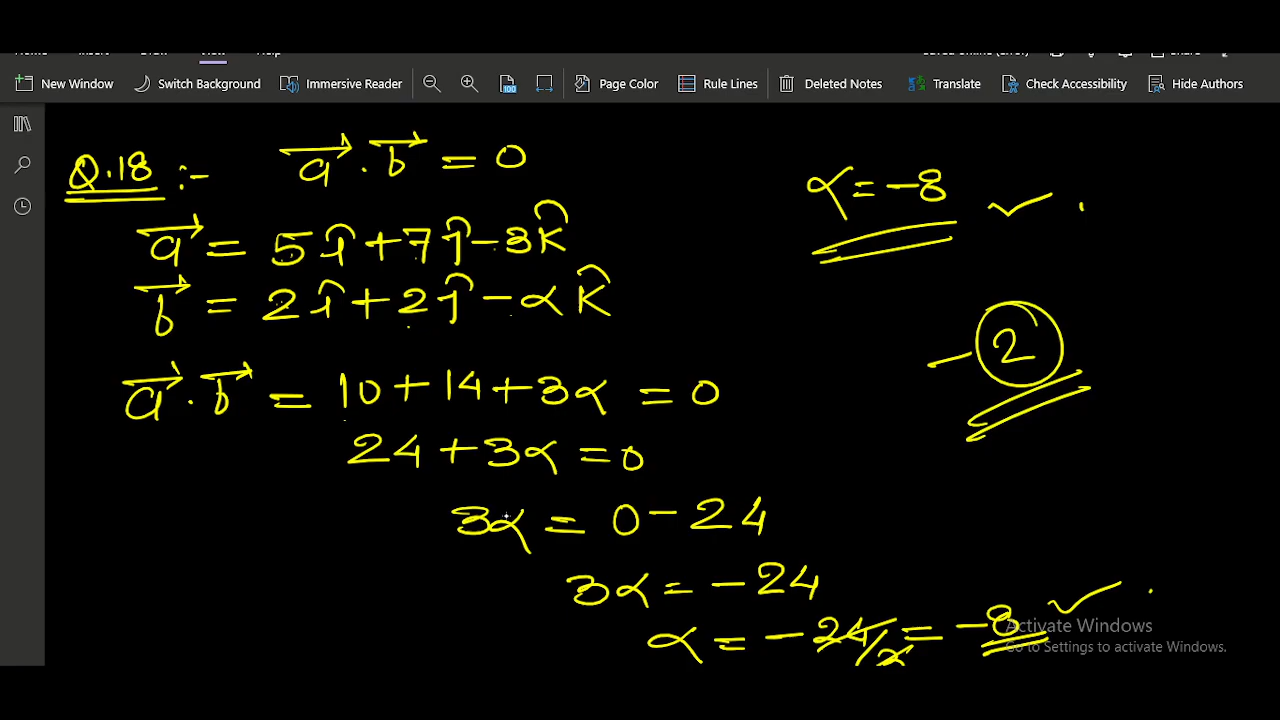 New Window Switch Background Immersive Reader Page Color Rule Lines Deleted Notes Translate Check Accessibility Hide Authors
Q.18 :- a⃗ . b⃗ = 0
a⃗ = 5î + 7ĵ - 3k̂
b⃗ = 2î + 2ĵ - αk̂
a⃗ . b⃗ = 10 + 14 + 3α = 0
24 + 3α = 0
3α = 0 - 24
3α = - 24
α = - 24/3 = - 8 ✓ .
α = - 8 ✓ .
- 2
Activate Windows
Go to Settings to activate Windows.